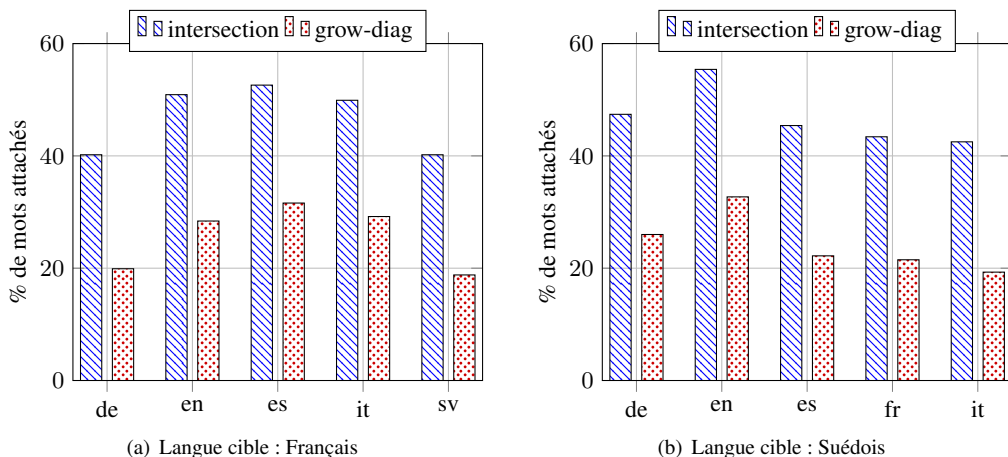 intersection grow-diag
60
40
20
0
% de mots attachés
de en es it sv
(a) Langue cible : Français
intersection grow-diag
60
40
20
0
% de mots attachés
de en es fr it
(b) Langue cible : Suédois